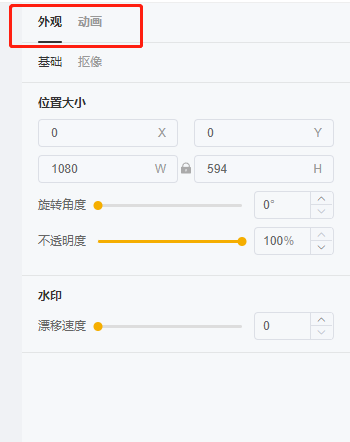 外观 动画
基础 抠像
位置大小
0 X 0 Y
1080 W 594 H
旋转角度 0°
不透明度 100%
水印
漂移速度 0